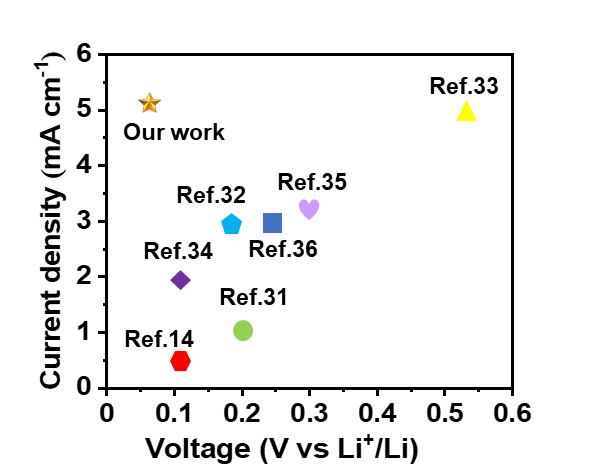 6
5
4
3
2
1
0
Current density (mA cm⁻¹)
Ref.33
Our work
Ref.35
Ref.32
Ref.36
Ref.34
Ref.31
Ref.14
0 0.1 0.2 0.3 0.4 0.5 0.6
Voltage (V vs Li⁺/Li)